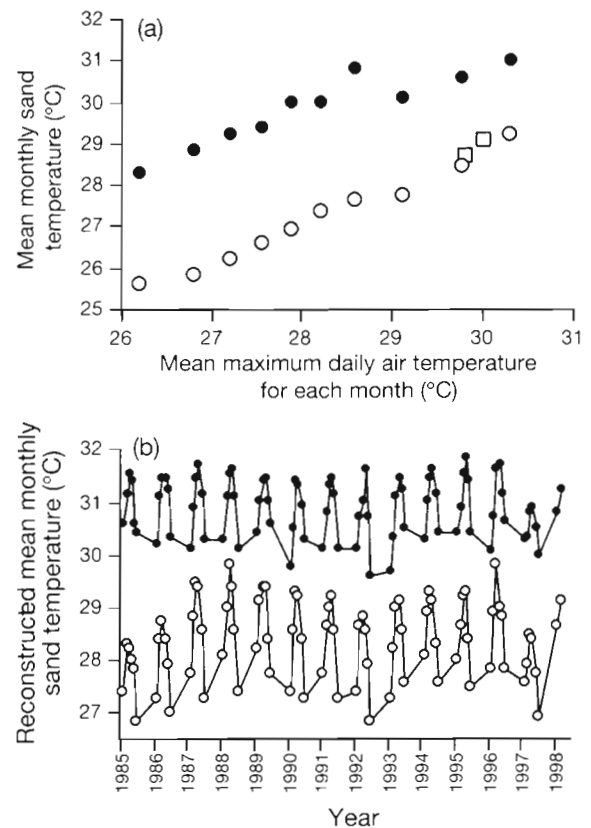 (a)
32
31
30
29
28
27
26
25
Mean monthly sand
temperature (°C)
26 27 28 29 30 31
Mean maximum daily air temperature
for each month (°C)
(b)
32
31
30
29
28
27
Reconstructed mean monthly
sand temperature (°C)
1985 1986 1987 1988 1989 1990 1991 1992 1993 1994 1995 1996 1997 1998
Year